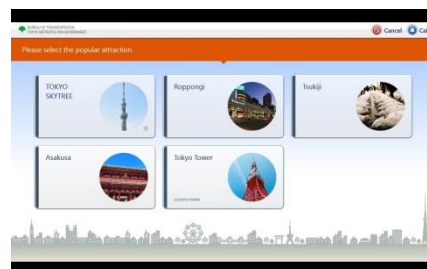 BUREAU OF TRANSPORTATION
TOKYO METROPOLITAN GOVERNMENT
Cancel
Please select the popular attraction.
TOKYO
SKYTREE
Roppongi
Tsukiji
Asakusa
Tokyo Tower